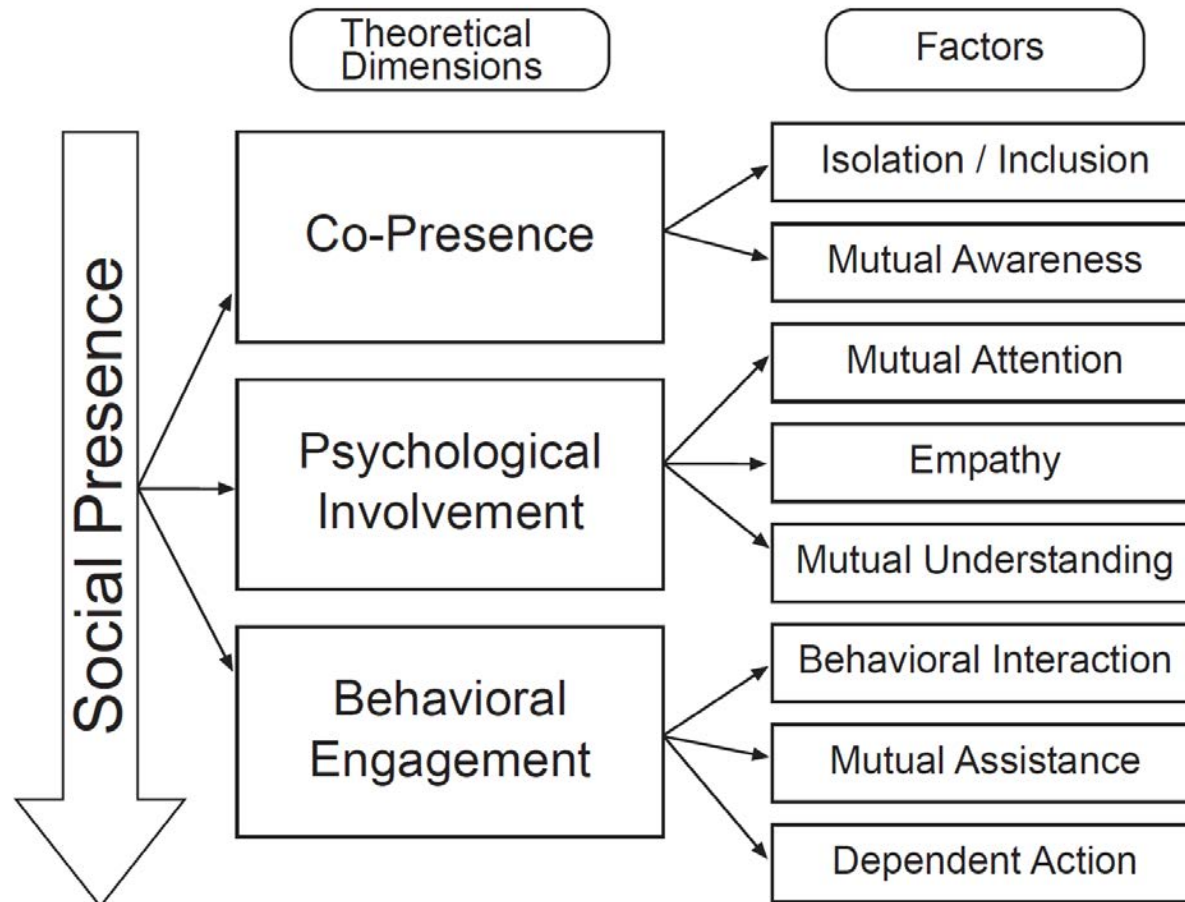 Theoretical
Dimensions
Factors
Social Presence
Co-Presence
Isolation / Inclusion
Mutual Awareness
Psychological
Involvement
Mutual Attention
Empathy
Mutual Understanding
Behavioral
Engagement
Behavioral Interaction
Mutual Assistance
Dependent Action